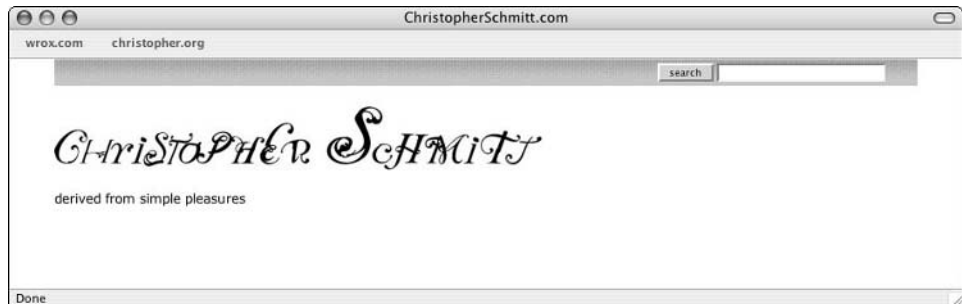 ChristopherSchmitt.com
wrox.com christopher.org
search
CHriSToPHER ScHMiTT
derived from simple pleasures
Done